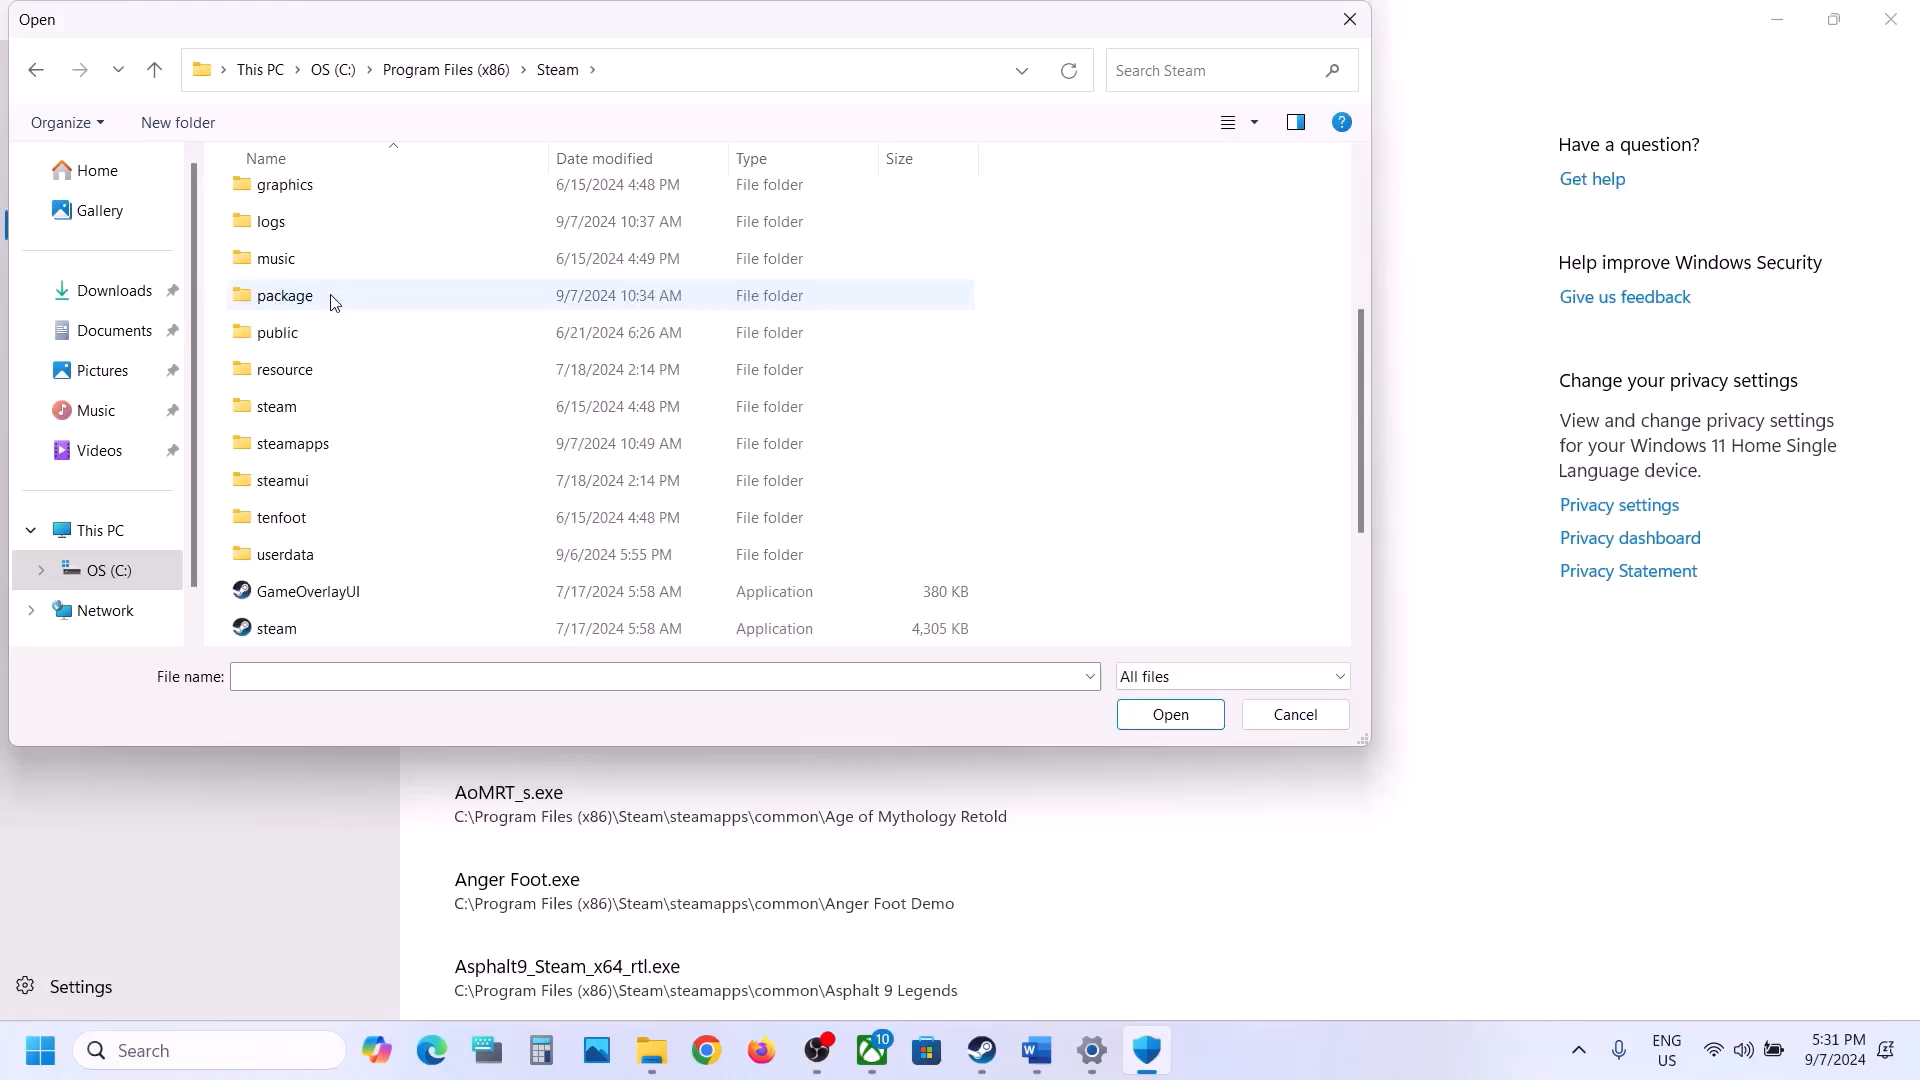 Open
This PC > OS (C:) > Program Files (x86) > Steam >
Search Steam
Organize
New folder
Name
Date modified
Type
Size
Home
Gallery
Downloads
Documents
Pictures
Music
Videos
This PC
OS (C:)
Network
graphics 6/15/2024 4:48 PM File folder
logs 9/7/2024 10:37 AM File folder
music 6/15/2024 4:49 PM File folder
package 9/7/2024 10:34 AM File folder
public 6/21/2024 6:26 AM File folder
resource 7/18/2024 2:14 PM File folder
steam 6/15/2024 4:48 PM File folder
steamapps 9/7/2024 10:49 AM File folder
steamui 7/18/2024 2:14 PM File folder
tenfoot 6/15/2024 4:48 PM File folder
userdata 9/6/2024 5:55 PM File folder
GameOverlayUI 7/17/2024 5:58 AM Application 380 KB
steam 7/17/2024 5:58 AM Application 4,305 KB
File name:
All files
Open
Cancel
Have a question?
Get help
Help improve Windows Security
Give us feedback
Change your privacy settings
View and change privacy settings
for your Windows 11 Home Single
Language device.
Privacy settings
Privacy dashboard
Privacy Statement
AoMRT_s.exe
C:\Program Files (x86)\Steam\steamapps\common\Age of Mythology Retold
Anger Foot.exe
C:\Program Files (x86)\Steam\steamapps\common\Anger Foot Demo
Asphalt9_Steam_x64_rtl.exe
C:\Program Files (x86)\Steam\steamapps\common\Asphalt 9 Legends
Settings
Search
10
ENG
US
5:31 PM
9/7/2024